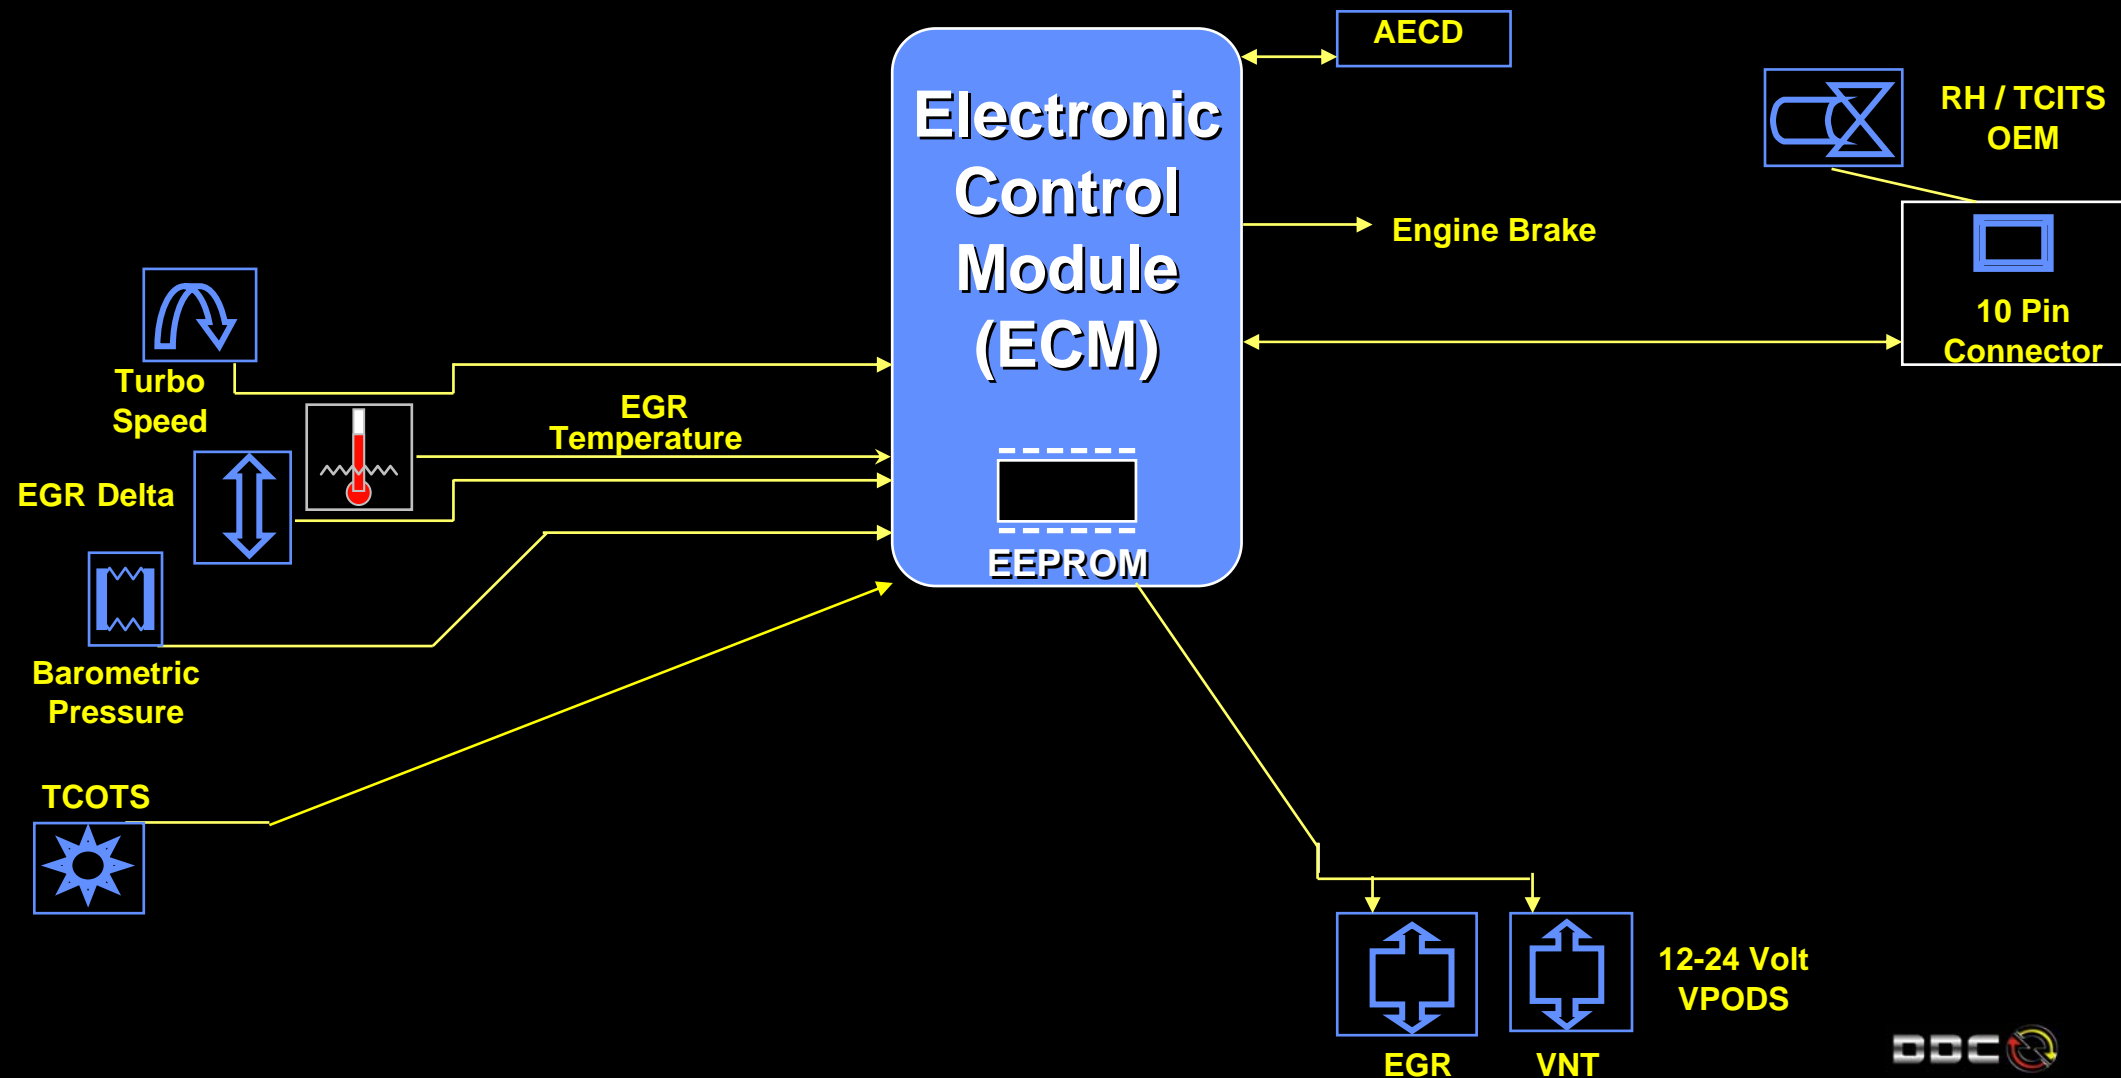 AECD
Electronic
Control
Module
(ECM)
RH / TCITS
OEM
Engine Brake
10 Pin
Connector
Turbo
Speed
EGR
Temperature
EGR Delta
EEPROM
Barometric
Pressure
TCOTS
12-24 Volt
VPODS
EGR
VNT
DDC